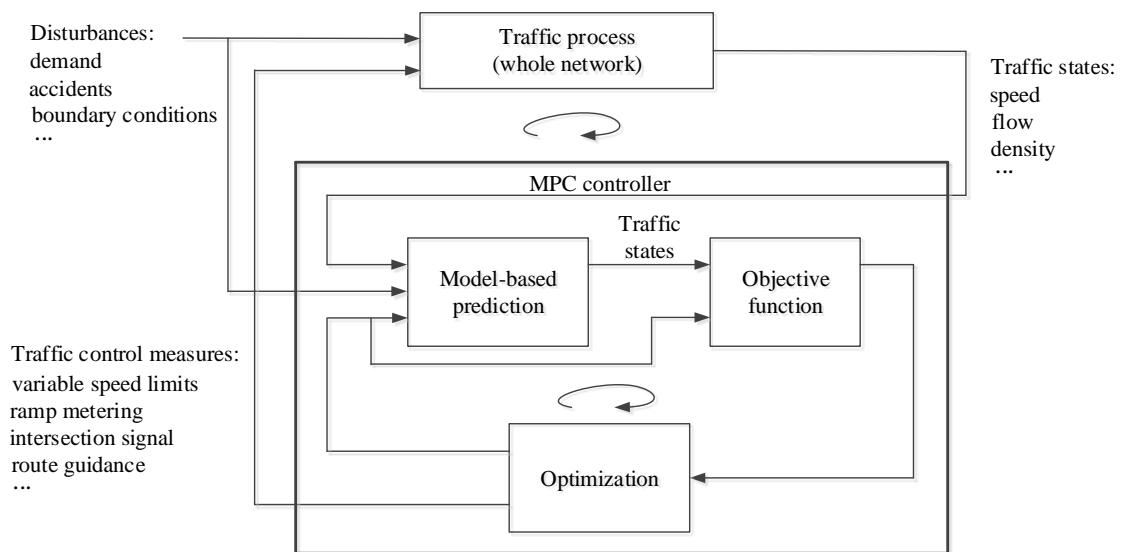 Disturbances:
demand
accidents
boundary conditions
...
Traffic process
(whole network)
Traffic states:
speed
flow
density
...
MPC controller
Traffic
states
Model-based
prediction
Objective
function
Traffic control measures:
variable speed limits
ramp metering
intersection signal
route guidance
...
Optimization